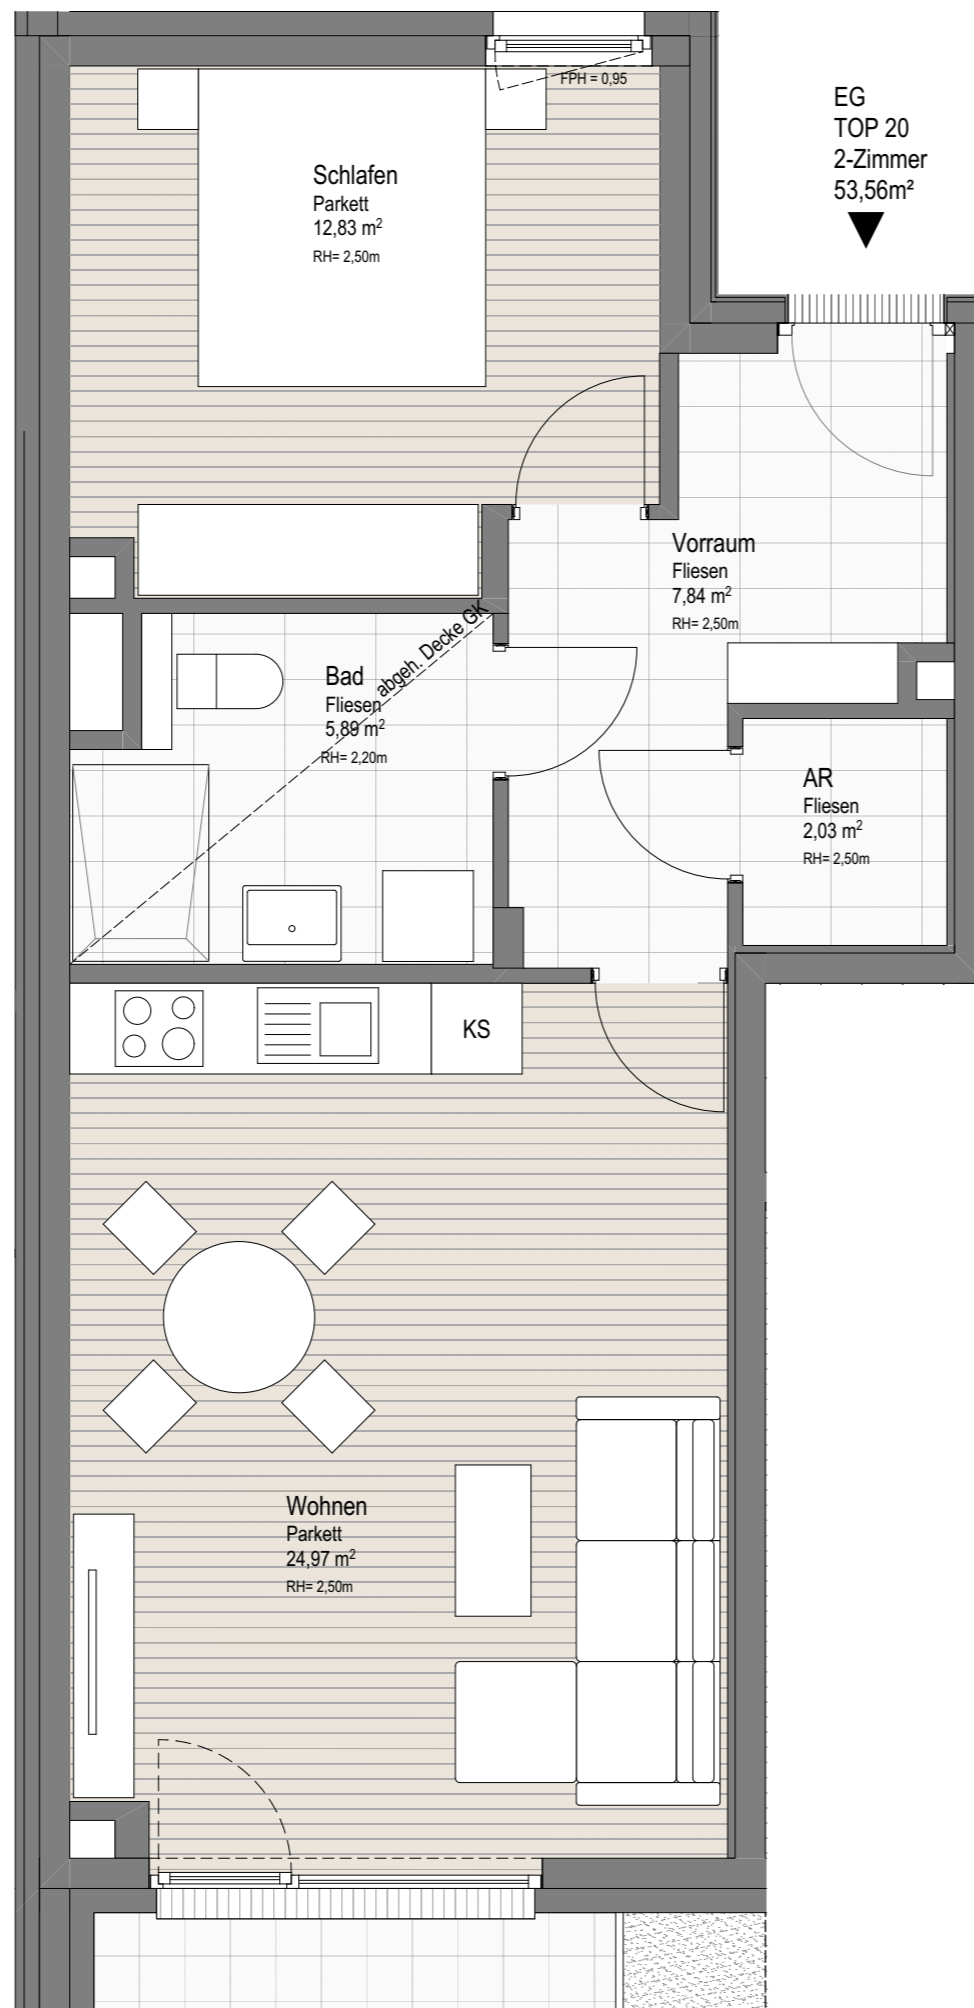 FPH = 0,95
EG
TOP 20
2-Zimmer
53,56m²
Schlafen
Parkett
12,83 m²
RH= 2,50m
Vorraum
Fliesen
7,84 m²
RH= 2,50m
abgeh. Decke GK
Bad
Fliesen
5,89 m²
RH= 2,20m
AR
Fliesen
2,03 m²
RH= 2,50m
KS
Wohnen
Parkett
24,97 m²
RH= 2,50m